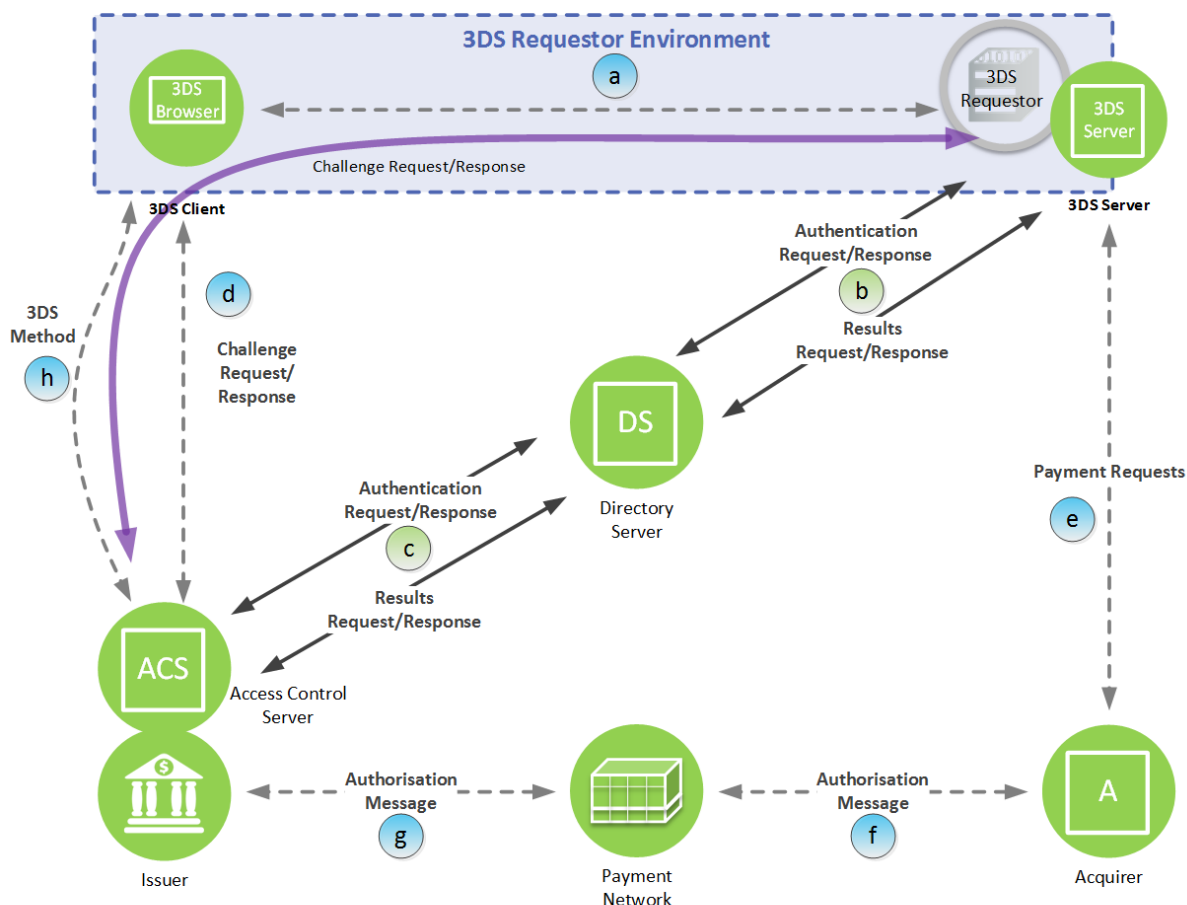 3DS Requestor Environment
a
3DS
Browser
3DS
Requestor
3DS
Server
Challenge Request/Response
3DS Client
3DS Server
Authentication
Request/Response
b
Results
Request/Response
d
Challenge
Request/
Response
3DS
Method
h
DS
Directory
Server
Payment Requests
e
Authentication
Request/Response
c
Results
Request/Response
ACS
Access Control
Server
Issuer
Authorisation
Message
g
Payment
Network
Authorisation
Message
f
A
Acquirer